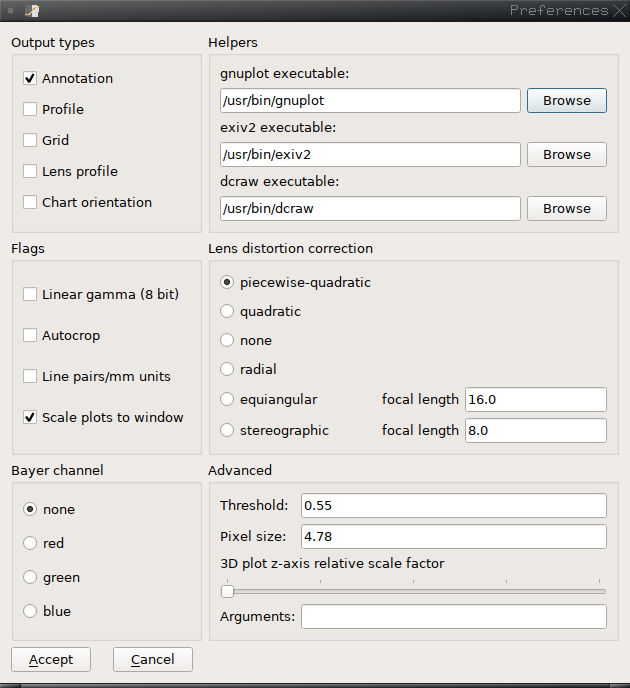 Preferences
Output types
Annotation
Profile
Grid
Lens profile
Chart orientation
Helpers
gnuplot executable:
/usr/bin/gnuplot Browse
exiv2 executable:
/usr/bin/exiv2 Browse
dcraw executable:
/usr/bin/dcraw Browse
Flags
Linear gamma (8 bit)
Autocrop
Line pairs/mm units
Scale plots to window
Lens distortion correction
piecewise-quadratic
quadratic
none
radial
equiangular focal length 16.0
stereographic focal length 8.0
Bayer channel
none
red
green
blue
Advanced
Threshold: 0.55
Pixel size: 4.78
3D plot z-axis relative scale factor
Arguments:
Accept Cancel